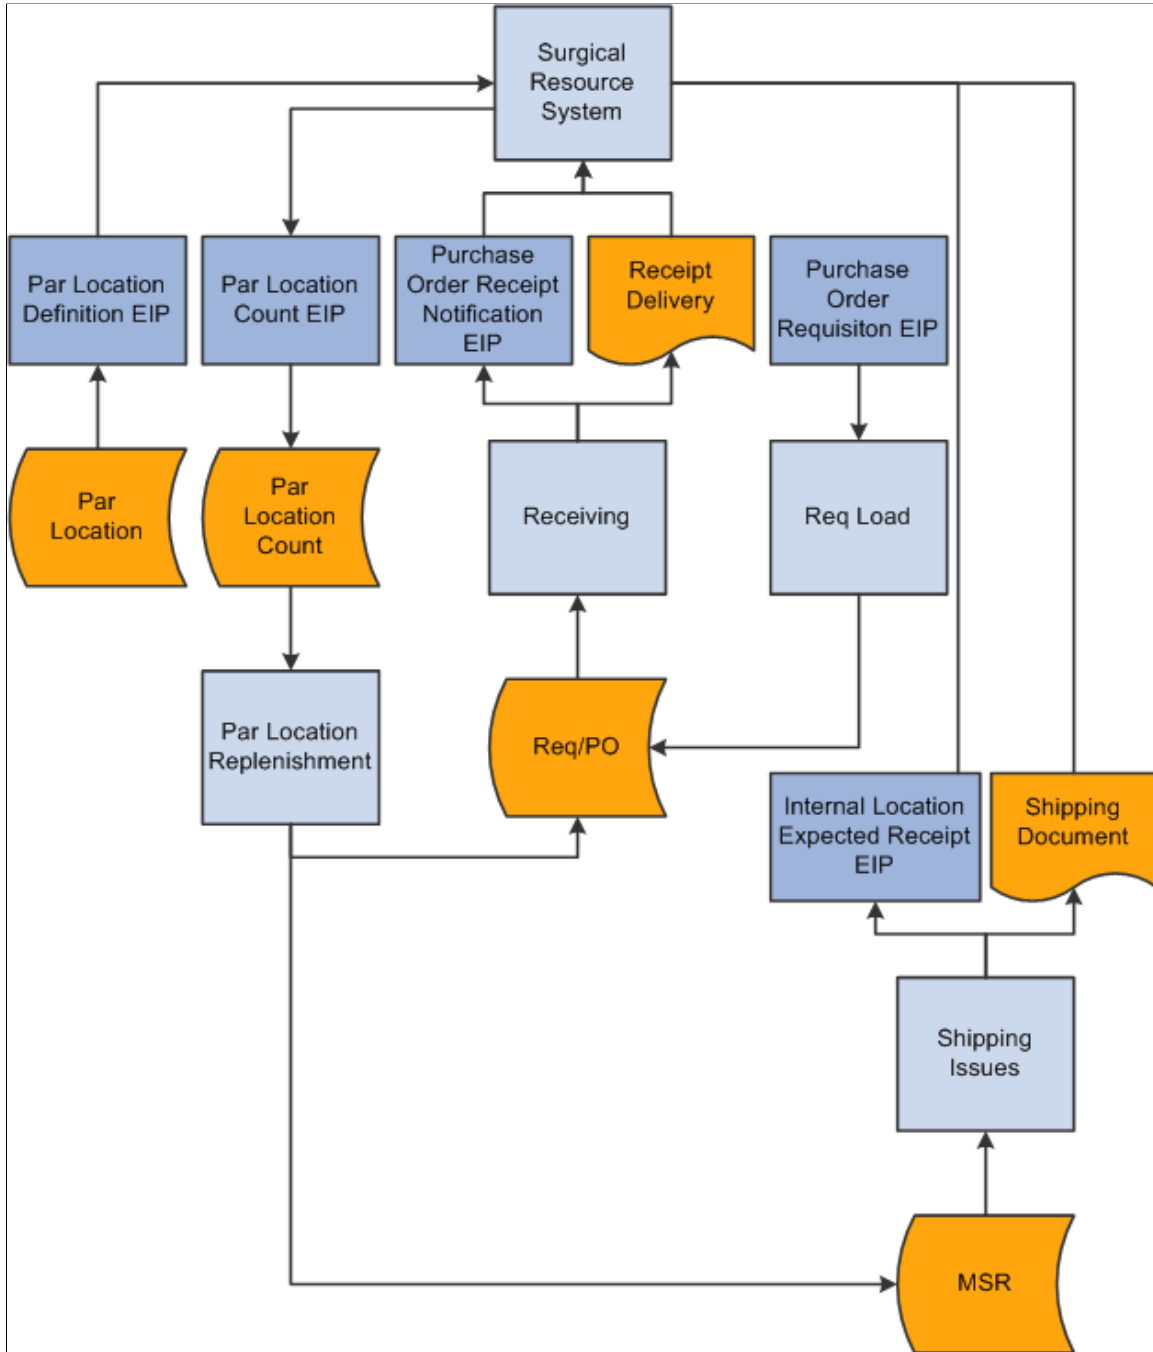 Surgical
Resource
System
Par Location
Definition EIP
Par Location
Count EIP
Purchase
Order Receipt
Notification
EIP
Receipt
Delivery
Purchase
Order
Requisiton EIP
Par
Location
Par
Location
Count
Receiving
Req Load
Par Location
Replenishment
Req/PO
Internal Location
Expected Receipt
EIP
Shipping
Document
Shipping
Issues
MSR